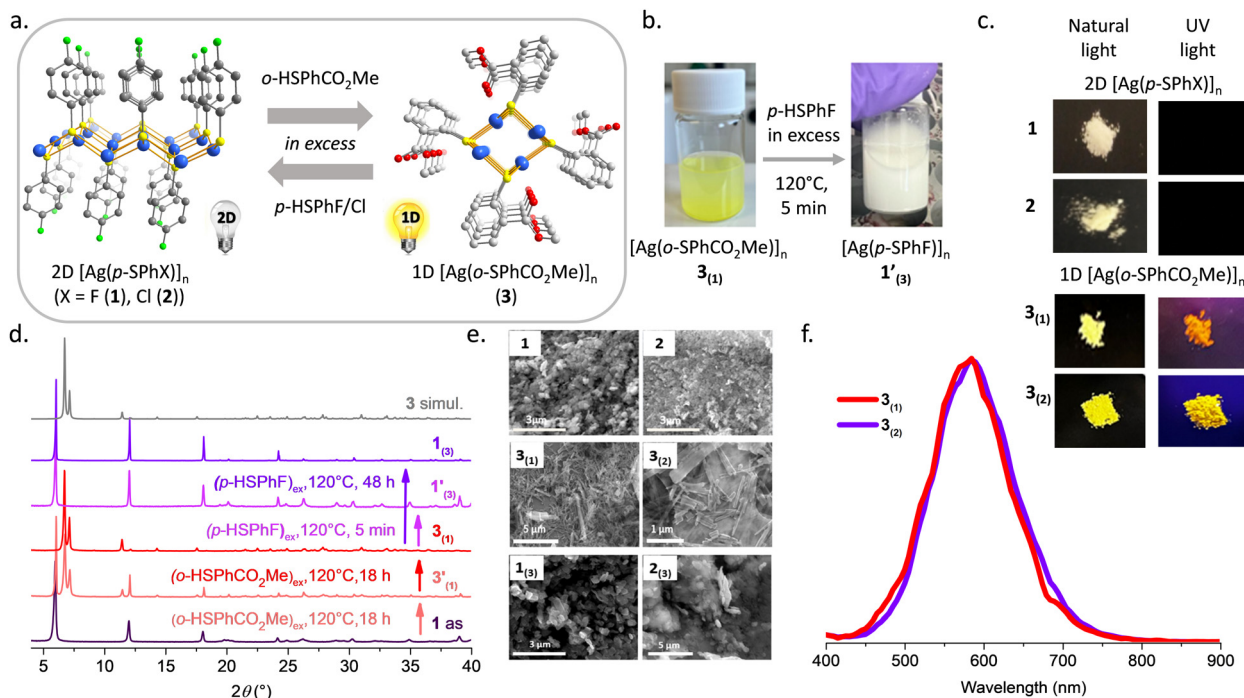 a.
o-HSPhCO2Me
in excess
p-HSPhF/Cl
2D
1D
2D [Ag(p-SPhX)]n
(X = F (1), Cl (2))
1D [Ag(o-SPhCO2Me)]n
(3)
b.
p-HSPhF
in excess
120°C,
5 min
[Ag(o-SPhCO2Me)]n
3(1)
[Ag(p-SPhF)]n
1'(3)
c.
Natural light
UV light
2D [Ag(p-SPhX)]n
1
2
1D [Ag(o-SPhCO2Me)]n
3(1)
3(2)
d.
3 simul.
1(3)
(p-HSPhF)ex,120°C, 48 h
1'(3)
(p-HSPhF)ex,120°C, 5 min
3(1)
(o-HSPhCO2Me)ex,120°C,18 h
3'(1)
(o-HSPhCO2Me)ex,120°C,18 h
1 as
5 10 15 20 25 30 35 40
2θ (°)
e.
1
3µm
2
3µm
3(1)
5 µm
3(2)
1 µm
1(3)
3 µm
2(3)
5 µm
f.
3(1)
3(2)
400 500 600 700 800 900
Wavelength (nm)